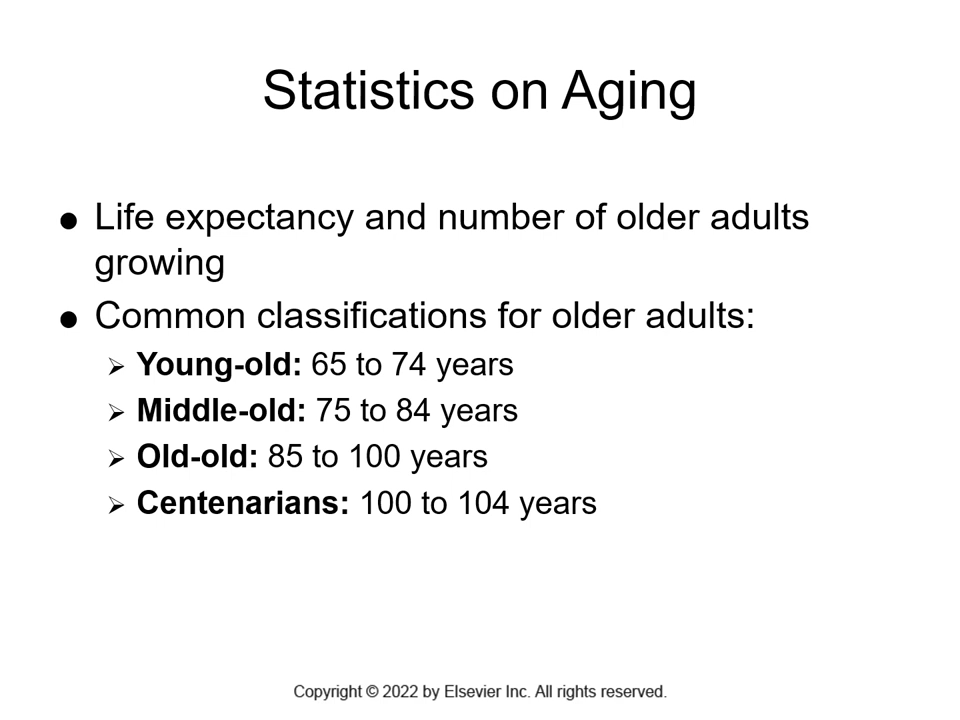 Statistics on Aging
● Life expectancy and number of older adults
growing
● Common classifications for older adults:
➢ Young-old: 65 to 74 years
➢ Middle-old: 75 to 84 years
➢ Old-old: 85 to 100 years
➢ Centenarians: 100 to 104 years
Copyright © 2022 by Elsevier Inc. All rights reserved.